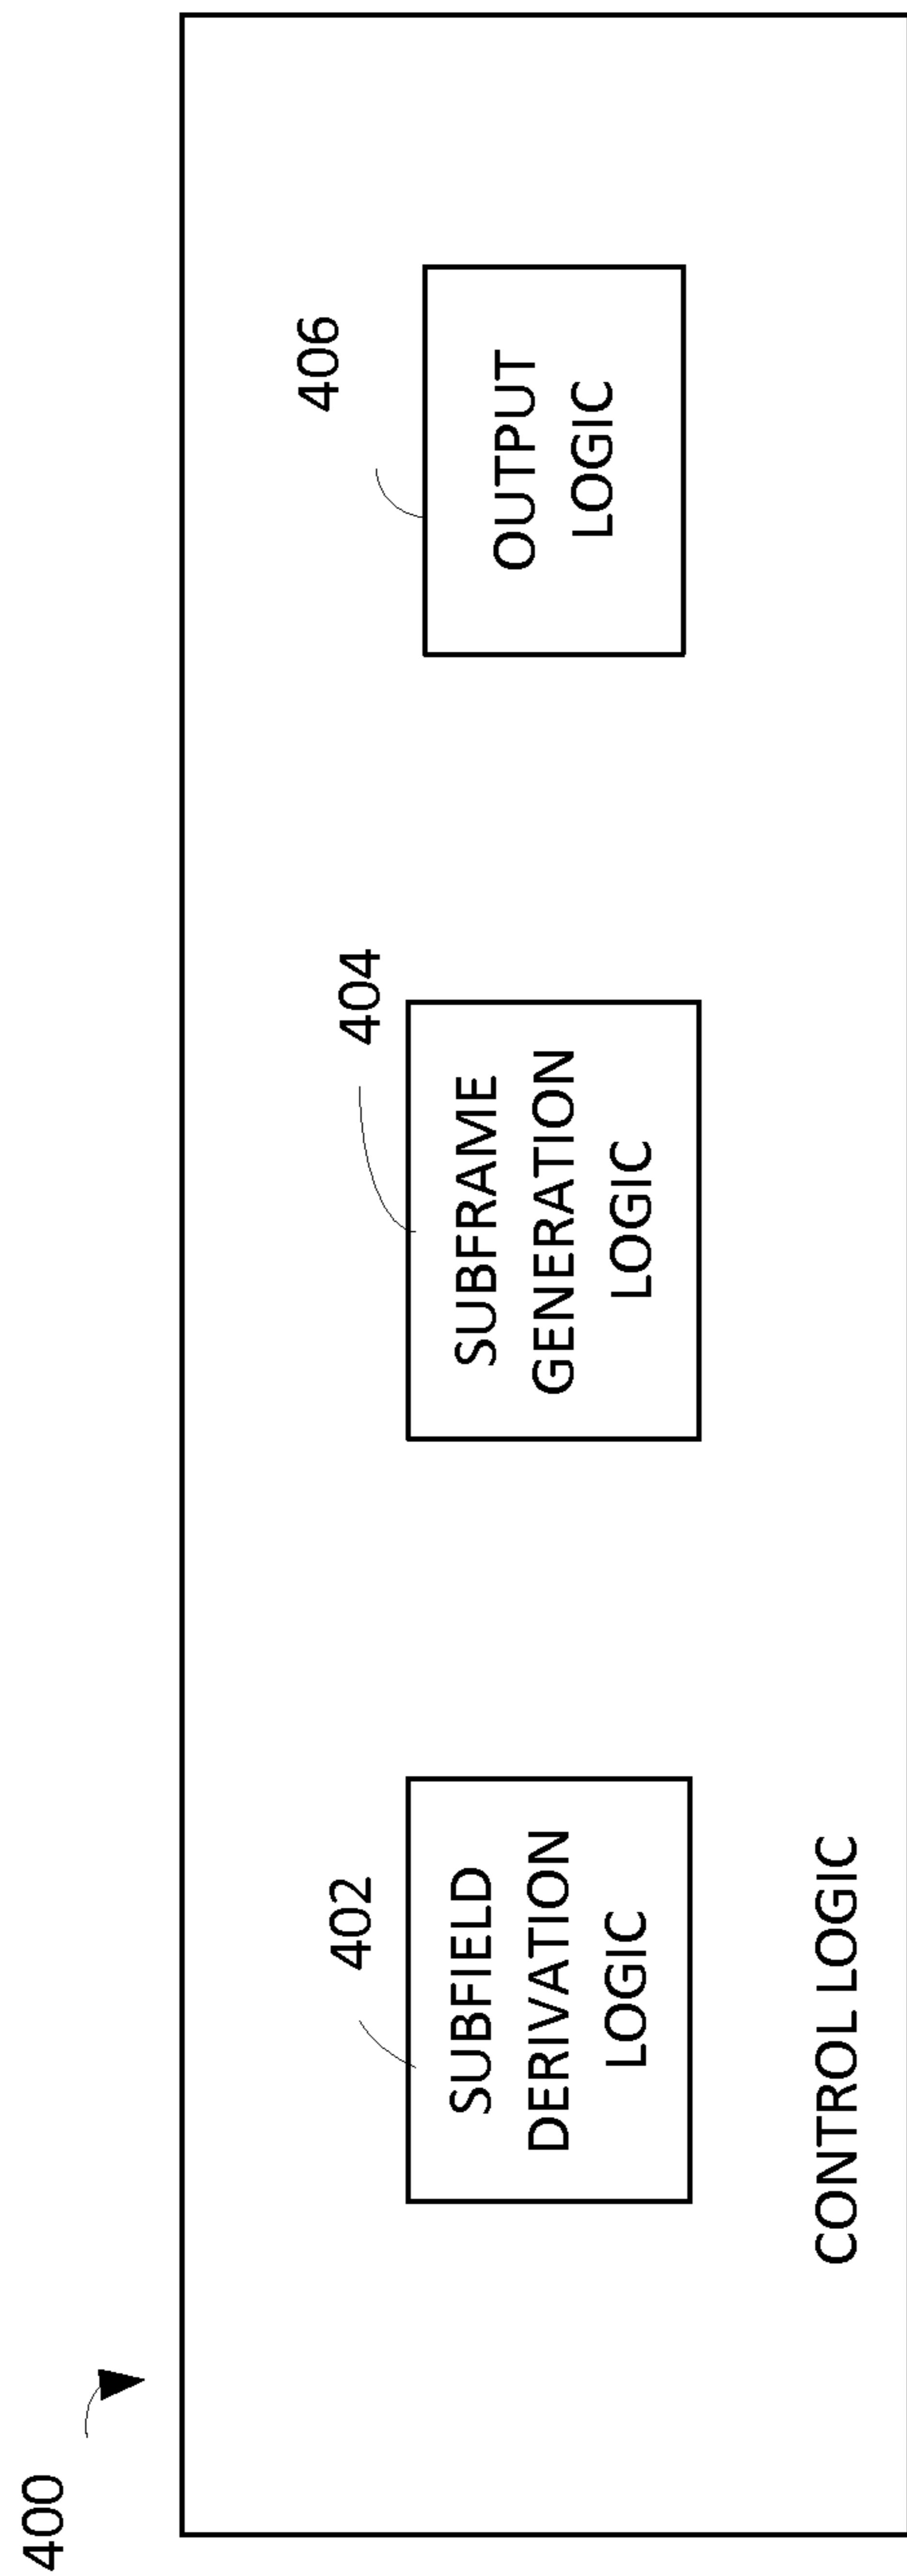 400
402
SUBFIELD
DERIVATION
LOGIC
404
SUBFRAME
GENERATION
LOGIC
406
OUTPUT
LOGIC
CONTROL LOGIC